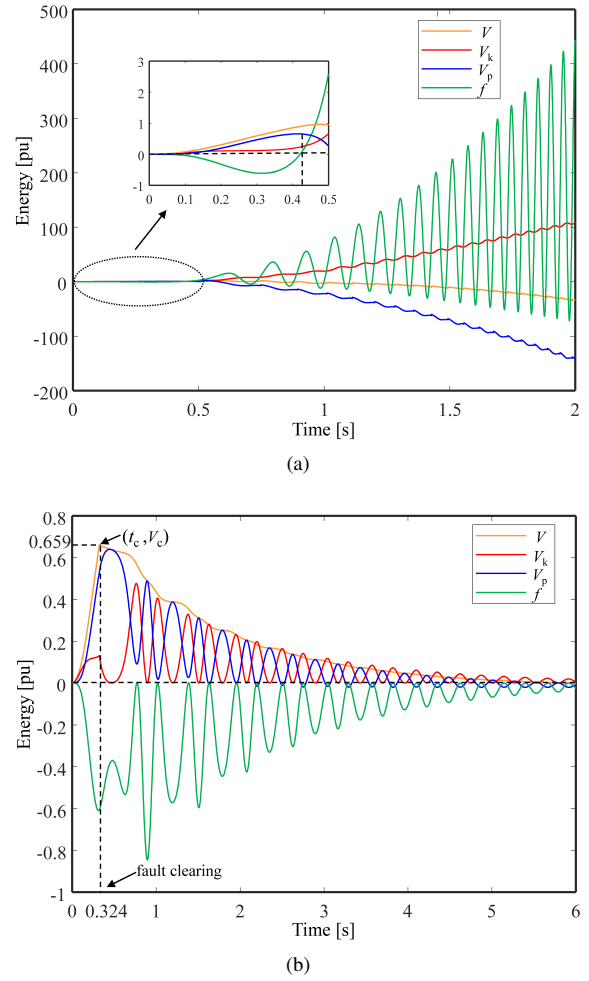 500
400
300
200
100
0
-100
-200
Energy [pu]
V
Vk
Vp
f
3
2
1
0
-1
0 0.1 0.2 0.3 0.4 0.5
0 0.5 1 1.5 2
Time [s]
(a)
0.8
0.659
0.6
0.4
0.2
0
-0.2
-0.4
-0.6
-0.8
-1
Energy [pu]
(tc ,Vc)
V
Vk
Vp
f
fault clearing
0 0.324 1 2 3 4 5 6
Time [s]
(b)